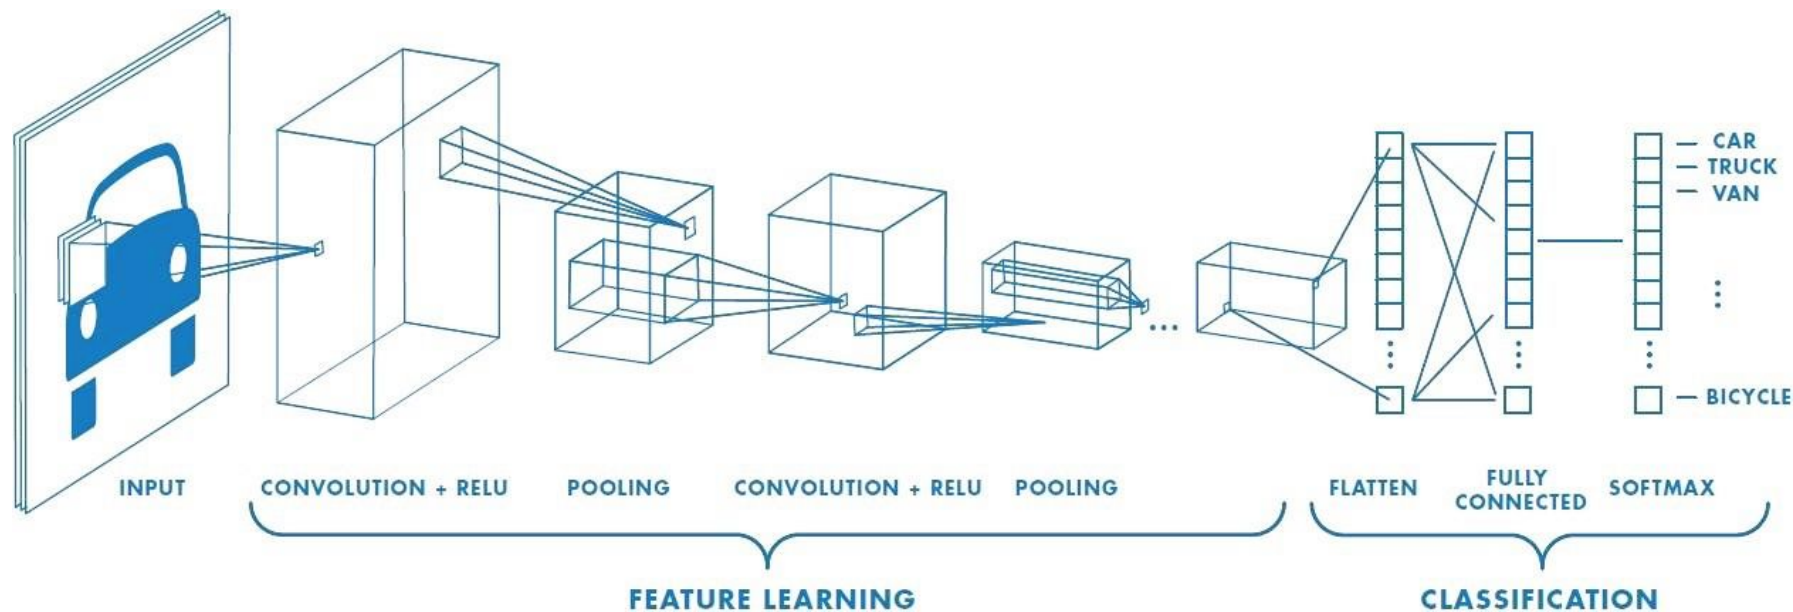 CAR
TRUCK
VAN
BICYCLE
INPUT
CONVOLUTION + RELU
POOLING
CONVOLUTION + RELU
POOLING
FLATTEN
FULLY
CONNECTED
SOFTMAX
FEATURE LEARNING
CLASSIFICATION